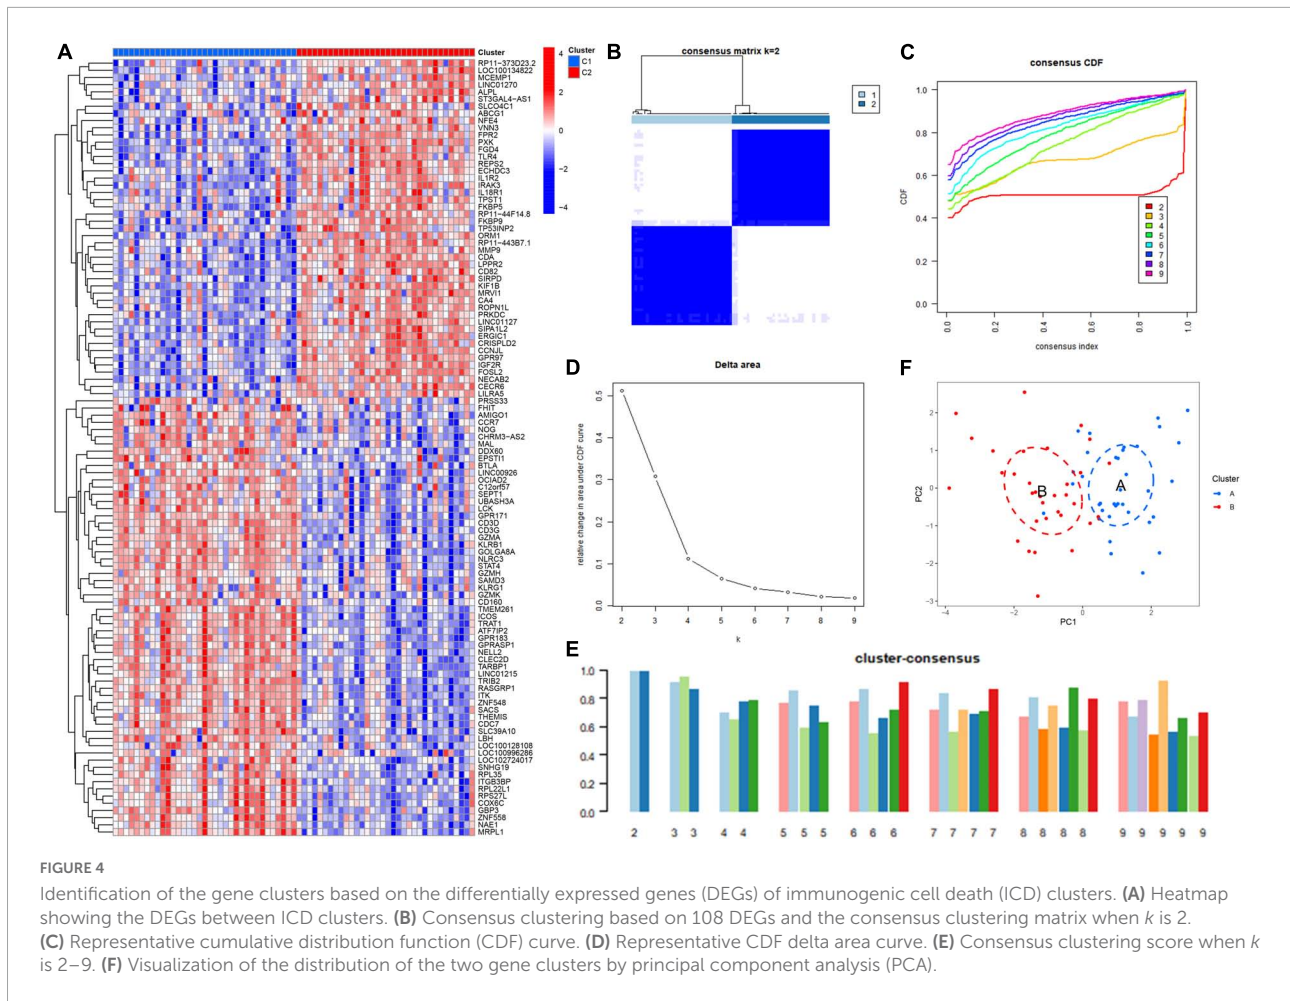 A
Cluster
RP11-373D23.2
LOC100134822
MCEMP1
LINC01270
ALPL
ST3GAL4-AS1
SLCO4C1
ABCG1
NFE4
VNN3
FPR2
PXK
FGD4
TLR4
REPS2
ECHDC3
IL1R2
IRAK3
IL18R1
TPST1
FKBP5
RP11-44F14.8
FKBP9
TP53INP2
ORM1
RP11-443B7.1
MMP9
CDA
LPPR2
CD82
SIRPD
KIF1B
MRVI1
CA4
ROPN1L
PRKDC
LINC01127
SIPA1L2
ERGIC1
CRISPLD2
CCNJL
GPR97
IGF2R
FOSL2
NECAB2
CECR6
LILRA5
PRSS33
FHIT
AMIGO1
CCR7
NOG
CHRM3-AS2
MAL
DDX60
EPSTI1
BTLA
LINC00926
OCIAD2
C12orf57
SEPT1
UBASH3A
LCK
GPR171
CD3D
CD3G
GZMA
KLRB1
GOLGA8A
NLRC3
STAT4
GZMH
SAMD3
KLRG1
GZMK
CD160
TMEM261
ICOS
TRAT1
ATF7IP2
GPR183
GPRASP1
NELL2
CLEC2D
TARBP1
LINC01215
TRIB2
RASGRP1
ITK
ZNF548
SACS
THEMIS
CDC7
SLC39A10
LBH
LOC100128108
LOC100996286
LOC102724017
SNHG19
RPL35
ITGB3BP
RPL22L1
RPS27L
COX6C
GBP3
ZNF558
NAE1
MRPL1
4
2
0
−2
−4
Cluster
C1
C2
B
consensus matrix k=2
1
2
C
consensus CDF
CDF
1.0
0.8
0.6
0.4
0.2
0.0
2
3
4
5
6
7
8
9
0.0 0.2 0.4 0.6 0.8 1.0
consensus index
D
Delta area
relative change in area under CDF curve
0.5
0.4
0.3
0.2
0.1
0.0
2 3 4 5 6 7 8 9
k
F
PC2
2
1
0
−1
−2
−3
B
A
−4 −2 0 2
PC1
Cluster
A
B
E
cluster-consensus
1.0
0.8
0.6
0.4
0.2
0.0
2 3 3 4 4 5 5 5 6 6 6 7 7 7 7 8 8 8 8 9 9 9 9 9
FIGURE 4
Identification of the gene clusters based on the differentially expressed genes (DEGs) of immunogenic cell death (ICD) clusters. (A) Heatmap
showing the DEGs between ICD clusters. (B) Consensus clustering based on 108 DEGs and the consensus clustering matrix when k is 2.
(C) Representative cumulative distribution function (CDF) curve. (D) Representative CDF delta area curve. (E) Consensus clustering score when k
is 2–9. (F) Visualization of the distribution of the two gene clusters by principal component analysis (PCA).